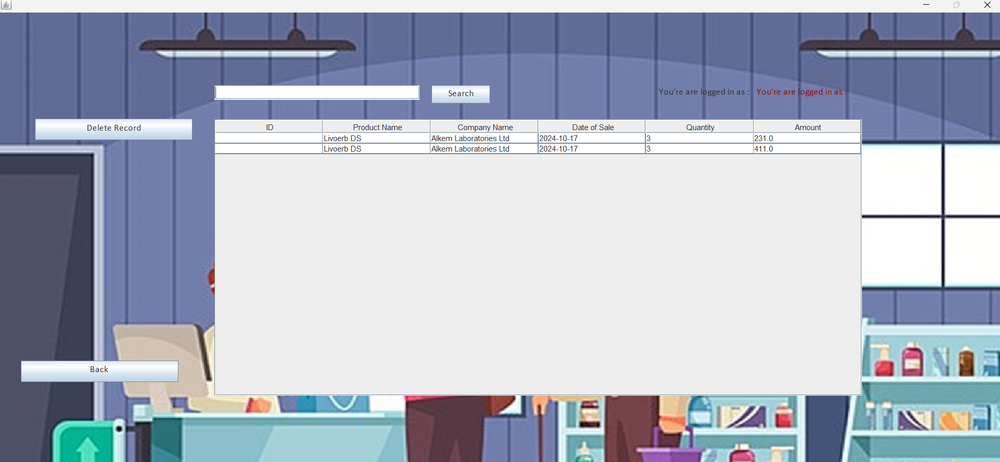 Search
You're are logged in as : You're are logged in as :
Delete Record
ID Product Name Company Name Date of Sale Quantity Amount
Livoerb DS Alkem Laboratories Ltd 2024-10-17 3 231.0
Livoerb DS Alkem Laboratories Ltd 2024-10-17 3 411.0
Back